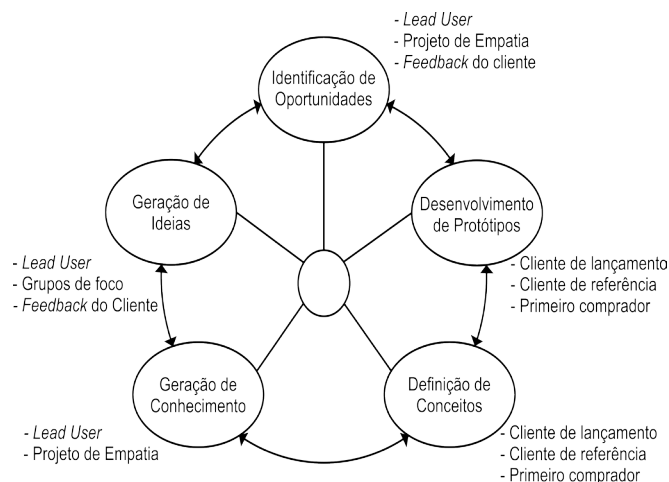 - Lead User
- Projeto de Empatia
- Feedback do cliente
Identificação de
Oportunidades
Geração de
Ideias
Desenvolvimento
de Protótipos
- Lead User
- Grupos de foco
- Feedback do Cliente
- Cliente de lançamento
- Cliente de referência
- Primeiro comprador
Geração de
Conhecimento
Definição de
Conceitos
- Lead User
- Projeto de Empatia
- Cliente de lançamento
- Cliente de referência
- Primeiro comprador